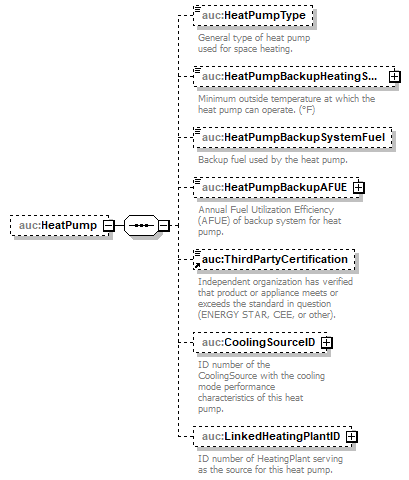 auc:HeatPumpType
General type of heat pump
used for space heating.
auc:HeatPumpBackupHeatingS...
Minimum outside temperature at which the
heat pump can operate. (°F)
auc:HeatPumpBackupSystemFuel
Backup fuel used by the heat pump.
auc:HeatPumpBackupAFUE
Annual Fuel Utilization Efficiency
(AFUE) of backup system for heat
pump.
auc:HeatPump
auc:ThirdPartyCertification
Independent organization has verified
that product or appliance meets or
exceeds the standard in question
(ENERGY STAR, CEE, or other).
auc:CoolingSourceID
ID number of the
CoolingSource with the cooling
mode performance
characteristics of this heat
pump.
auc:LinkedHeatingPlantID
ID number of HeatingPlant serving
as the source for this heat pump.